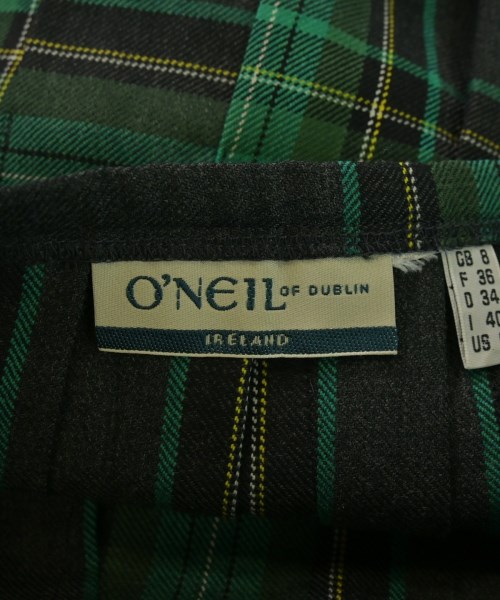 O'NEIL OF DUBLIN
IRELAND
GB 8
F 36
D 34
I 40
US